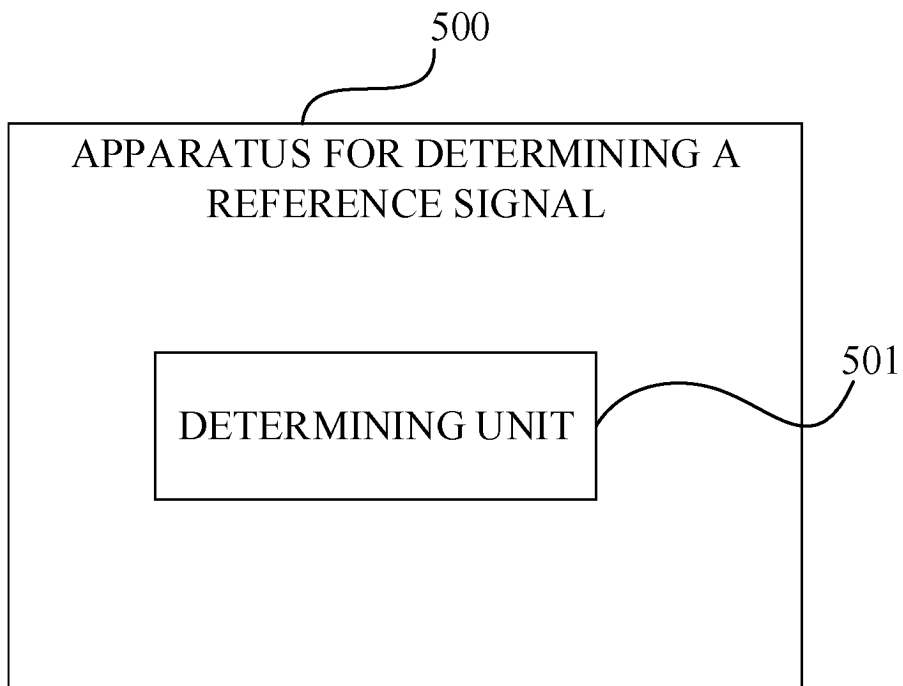 500
APPARATUS FOR DETERMINING A
REFERENCE SIGNAL
501
DETERMINING UNIT